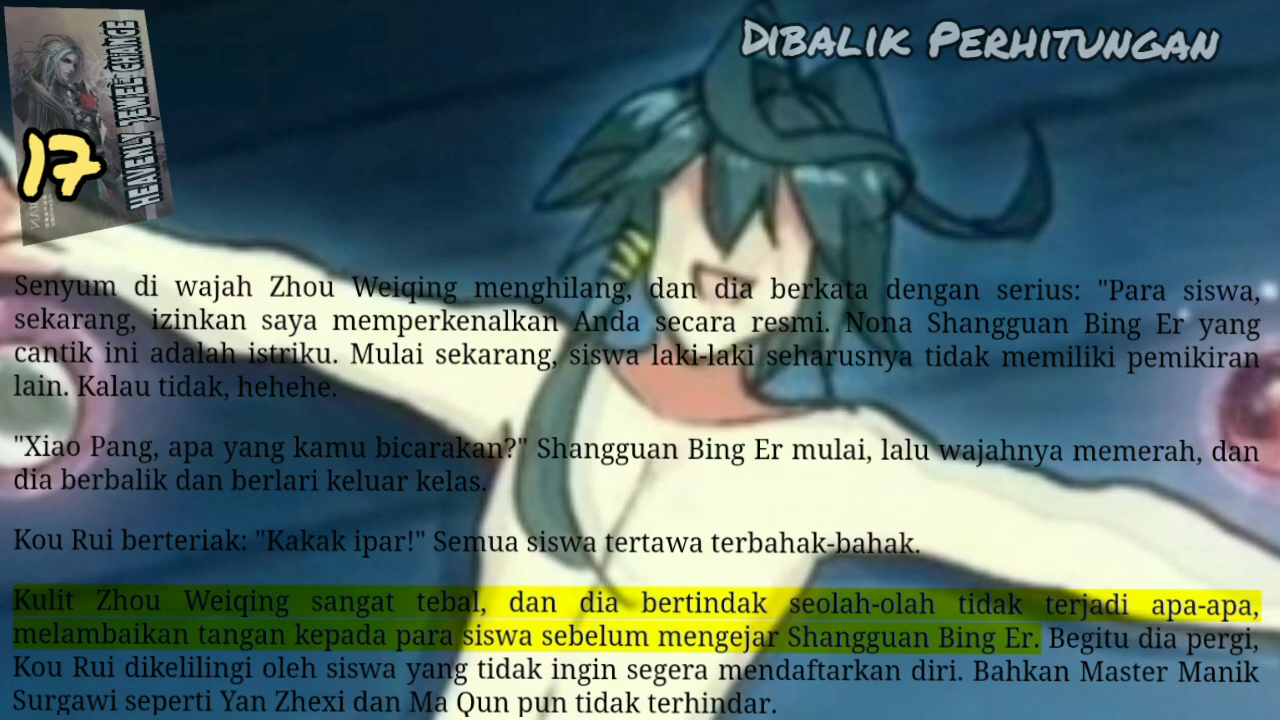 HEAVENLY JEWEL CHANGE
17
DIBALIK PERHITUNGAN
Senyum di wajah Zhou Weiqing menghilang, dan dia berkata dengan serius: "Para siswa,
sekarang, izinkan saya memperkenalkan Anda secara resmi. Nona Shangguan Bing Er yang
cantik ini adalah istriku. Mulai sekarang, siswa laki-laki seharusnya tidak memiliki pemikiran
lain. Kalau tidak, hehehe.
"Xiao Pang, apa yang kamu bicarakan?" Shangguan Bing Er mulai, lalu wajahnya memerah, dan
dia berbalik dan berlari keluar kelas.
Kou Rui berteriak: "Kakak ipar!" Semua siswa tertawa terbahak-bahak.
Kulit Zhou Weiqing sangat tebal, dan dia bertindak seolah-olah tidak terjadi apa-apa,
melambaikan tangan kepada para siswa sebelum mengejar Shangguan Bing Er. Begitu dia pergi,
Kou Rui dikelilingi oleh siswa yang tidak ingin segera mendaftarkan diri. Bahkan Master Manik
Surgawi seperti Yan Zhexi dan Ma Qun pun tidak terhindar.